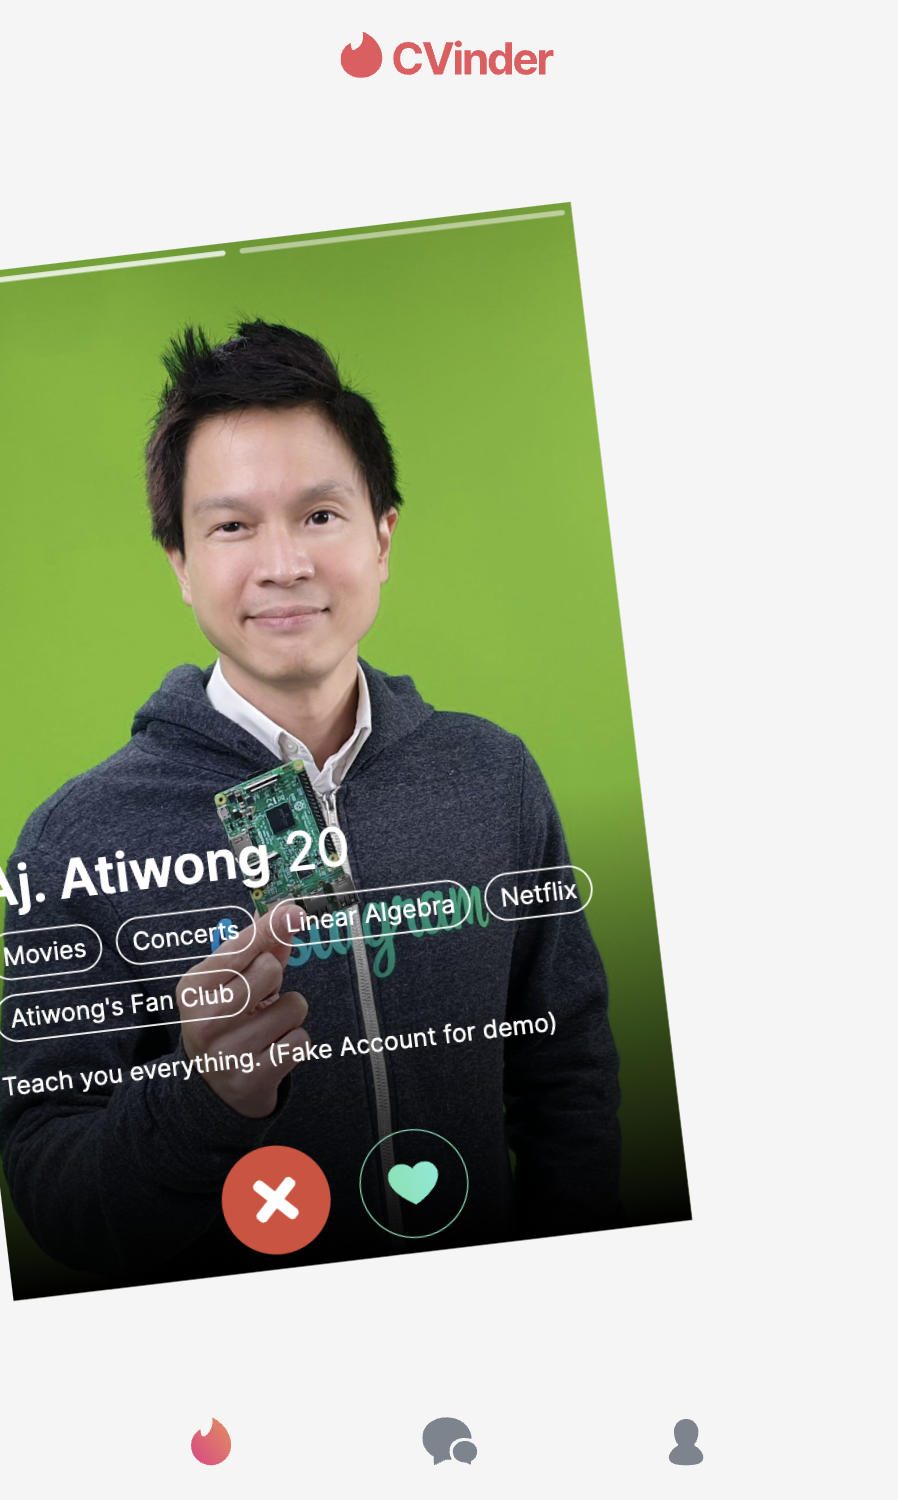 CVinder
Aj. Atiwong 20
Movies
Concerts
Linear Algebra
Netflix
Atiwong's Fan Club
Teach you everything. (Fake Account for demo)